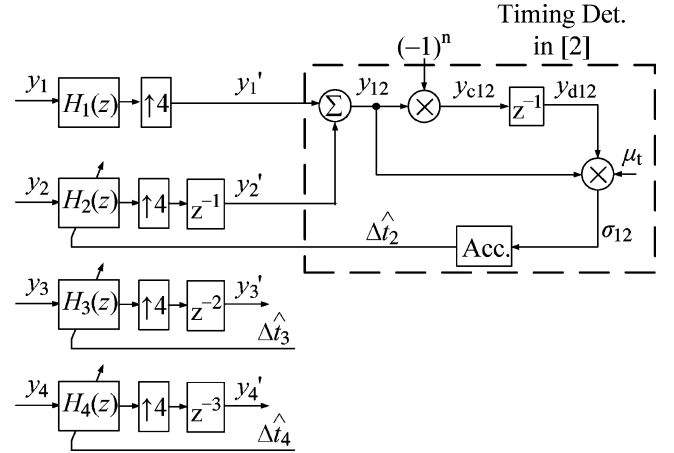 Timing Det.
in [2]
(−1)ⁿ
y₁ H₁(z) ↑4 y₁' Σ y₁₂ × y_c12 z⁻¹ y_d12
× μₜ
y₂ H₂(z) ↑4 z⁻¹ y₂'
Δt̂₂ Acc. σ₁₂
y₃ H₃(z) ↑4 z⁻² y₃'
Δt̂₃
y₄ H₄(z) ↑4 z⁻³ y₄'
Δt̂₄